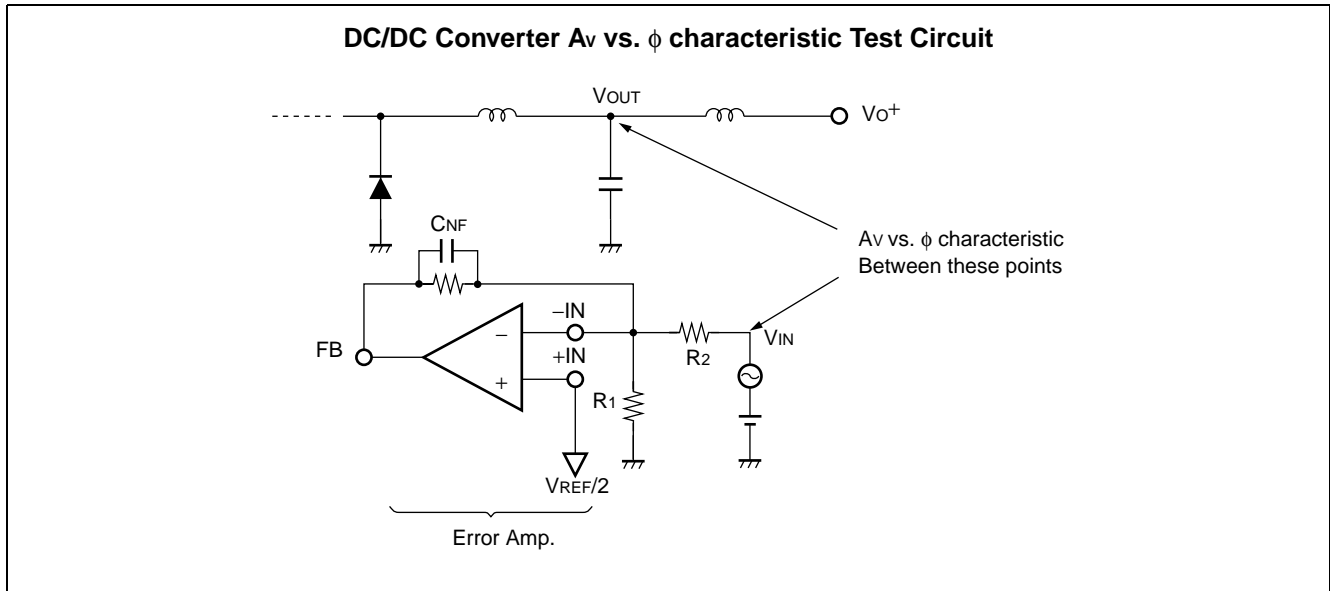 DC/DC Converter AV vs. φ characteristic Test Circuit
VOUT
VO+
CNF
AV vs. φ characteristic
Between these points
−IN
−
VIN
FB
+IN
R2
+
R1
VREF/2
Error Amp.